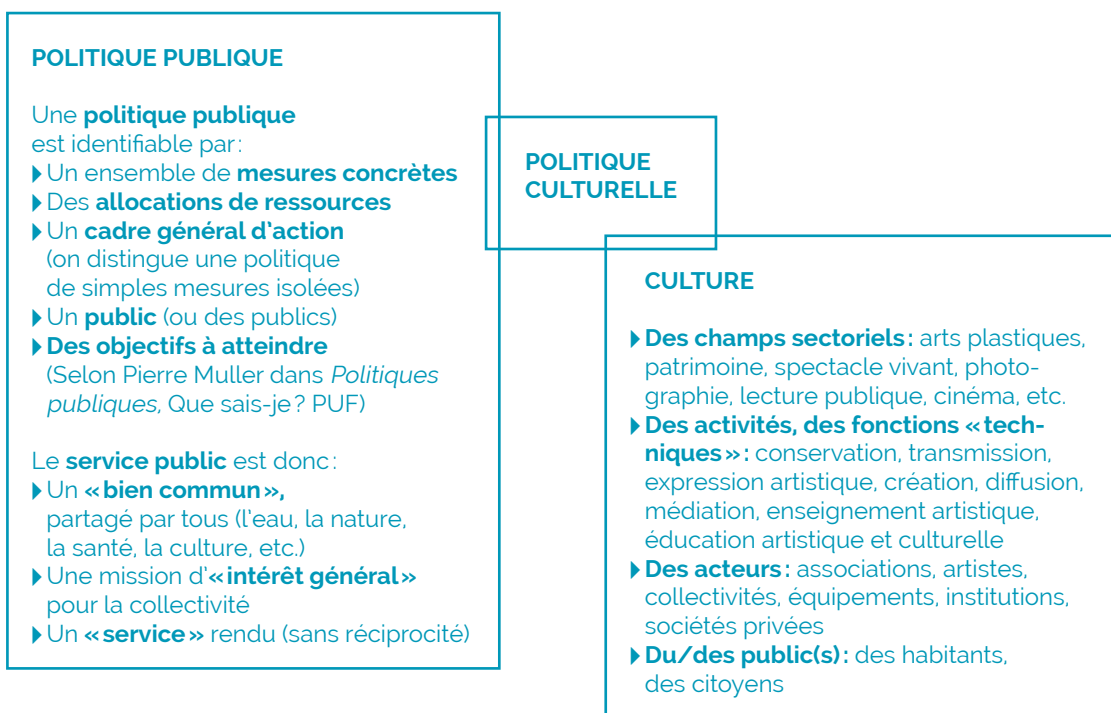 POLITIQUE PUBLIQUE
Une politique publique
est identifiable par :
Un ensemble de mesures concrètes
Des allocations de ressources
Un cadre général d'action
(on distingue une politique
de simples mesures isolées)
Un public (ou des publics)
Des objectifs à atteindre
(Selon Pierre Muller dans Politiques
publiques, Que sais-je ? PUF)
Le service public est donc :
Un « bien commun »,
partagé par tous (l'eau, la nature,
la santé, la culture, etc.)
Une mission d'« intérêt général »
pour la collectivité
Un « service » rendu (sans réciprocité)
POLITIQUE
CULTURELLE
CULTURE
Des champs sectoriels : arts plastiques,
patrimoine, spectacle vivant, photo-
graphie, lecture publique, cinéma, etc.
Des activités, des fonctions « tech-
niques » : conservation, transmission,
expression artistique, création, diffusion,
médiation, enseignement artistique,
éducation artistique et culturelle
Des acteurs : associations, artistes,
collectivités, équipements, institutions,
sociétés privées
Du/des public(s) : des habitants,
des citoyens